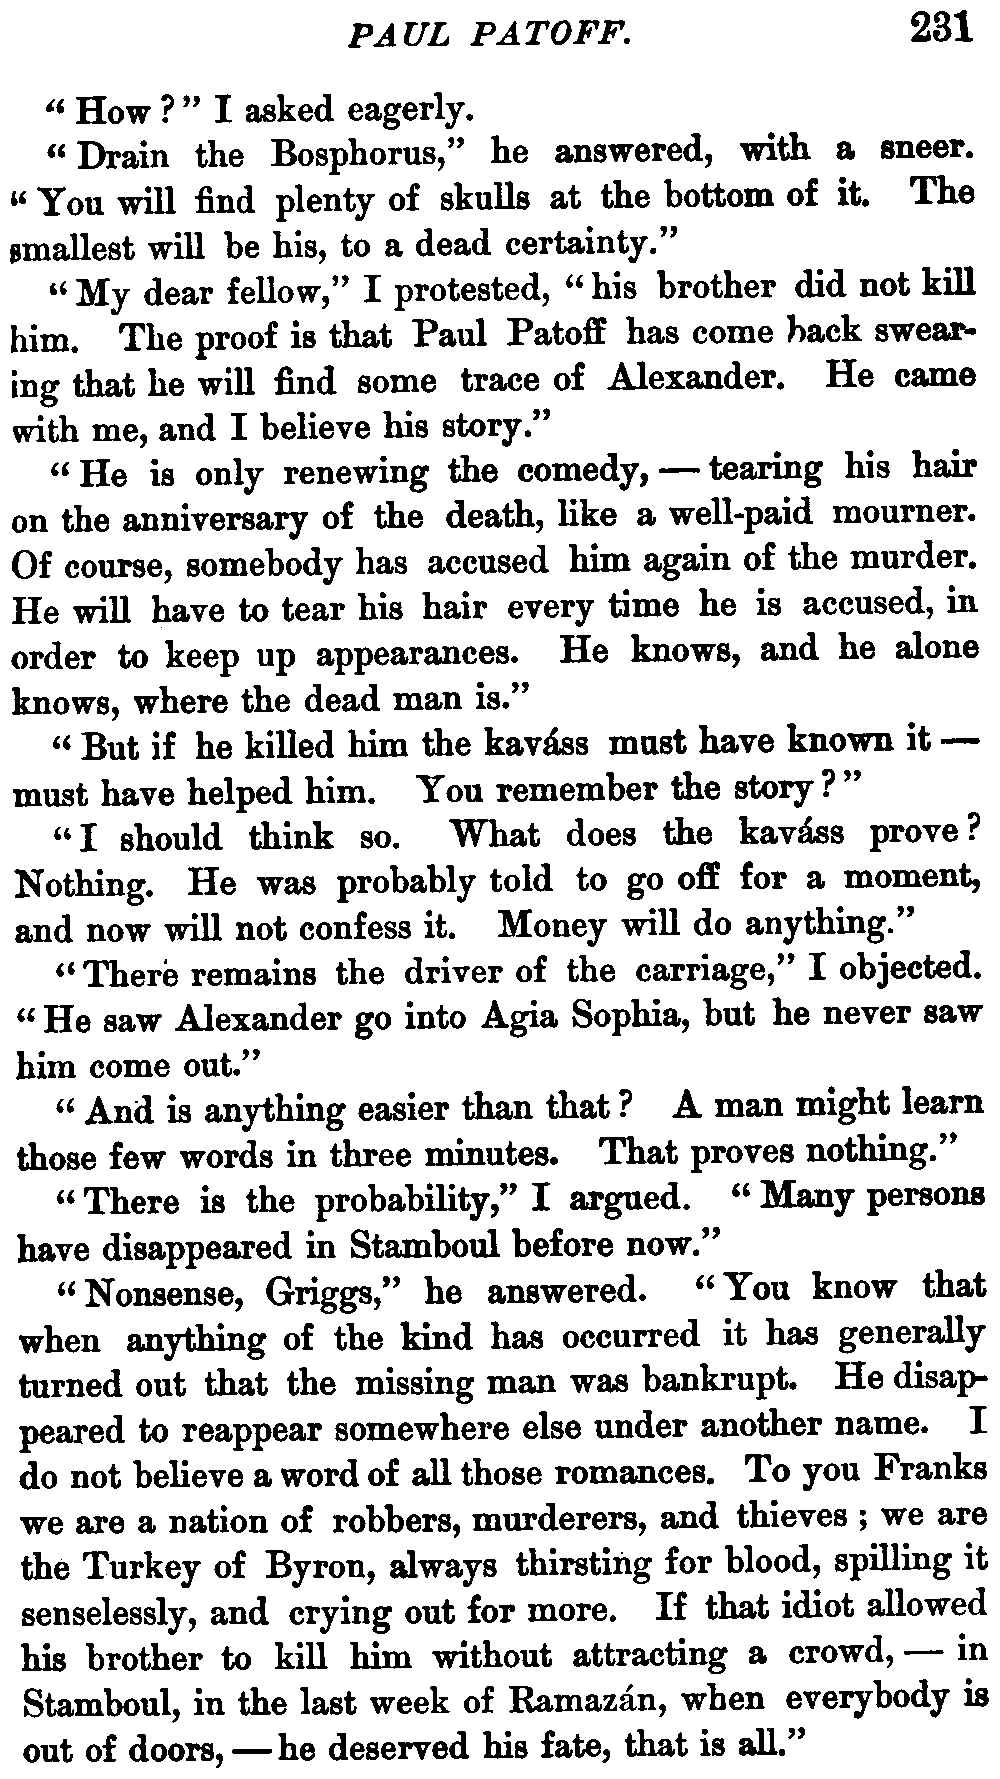 PAUL PATOFF. 231
“ How ? ” I asked eagerly.
“ Drain the Bosphorus,” he answered, with a sneer.
“ You will find plenty of skulls at the bottom of it. The
smallest will be his, to a dead certainty.”
“ My dear fellow,” I protested, “ his brother did not kill
him. The proof is that Paul Patoff has come back swear-
ing that he will find some trace of Alexander. He came
with me, and I believe his story.”
“ He is only renewing the comedy, — tearing his hair
on the anniversary of the death, like a well-paid mourner.
Of course, somebody has accused him again of the murder.
He will have to tear his hair every time he is accused, in
order to keep up appearances. He knows, and he alone
knows, where the dead man is.”
“ But if he killed him the kaváss must have known it —
must have helped him. You remember the story ? ”
“ I should think so. What does the kaváss prove ?
Nothing. He was probably told to go off for a moment,
and now will not confess it. Money will do anything.”
“ There remains the driver of the carriage,” I objected.
“ He saw Alexander go into Agia Sophia, but he never saw
him come out.”
“ And is anything easier than that ? A man might learn
those few words in three minutes. That proves nothing.”
“ There is the probability,” I argued. “ Many persons
have disappeared in Stamboul before now.”
“ Nonsense, Griggs,” he answered. “ You know that
when anything of the kind has occurred it has generally
turned out that the missing man was bankrupt. He disap-
peared to reappear somewhere else under another name. I
do not believe a word of all those romances. To you Franks
we are a nation of robbers, murderers, and thieves ; we are
the Turkey of Byron, always thirsting for blood, spilling it
senselessly, and crying out for more. If that idiot allowed
his brother to kill him without attracting a crowd, — in
Stamboul, in the last week of Ramazán, when everybody is
out of doors, — he deserved his fate, that is all.”